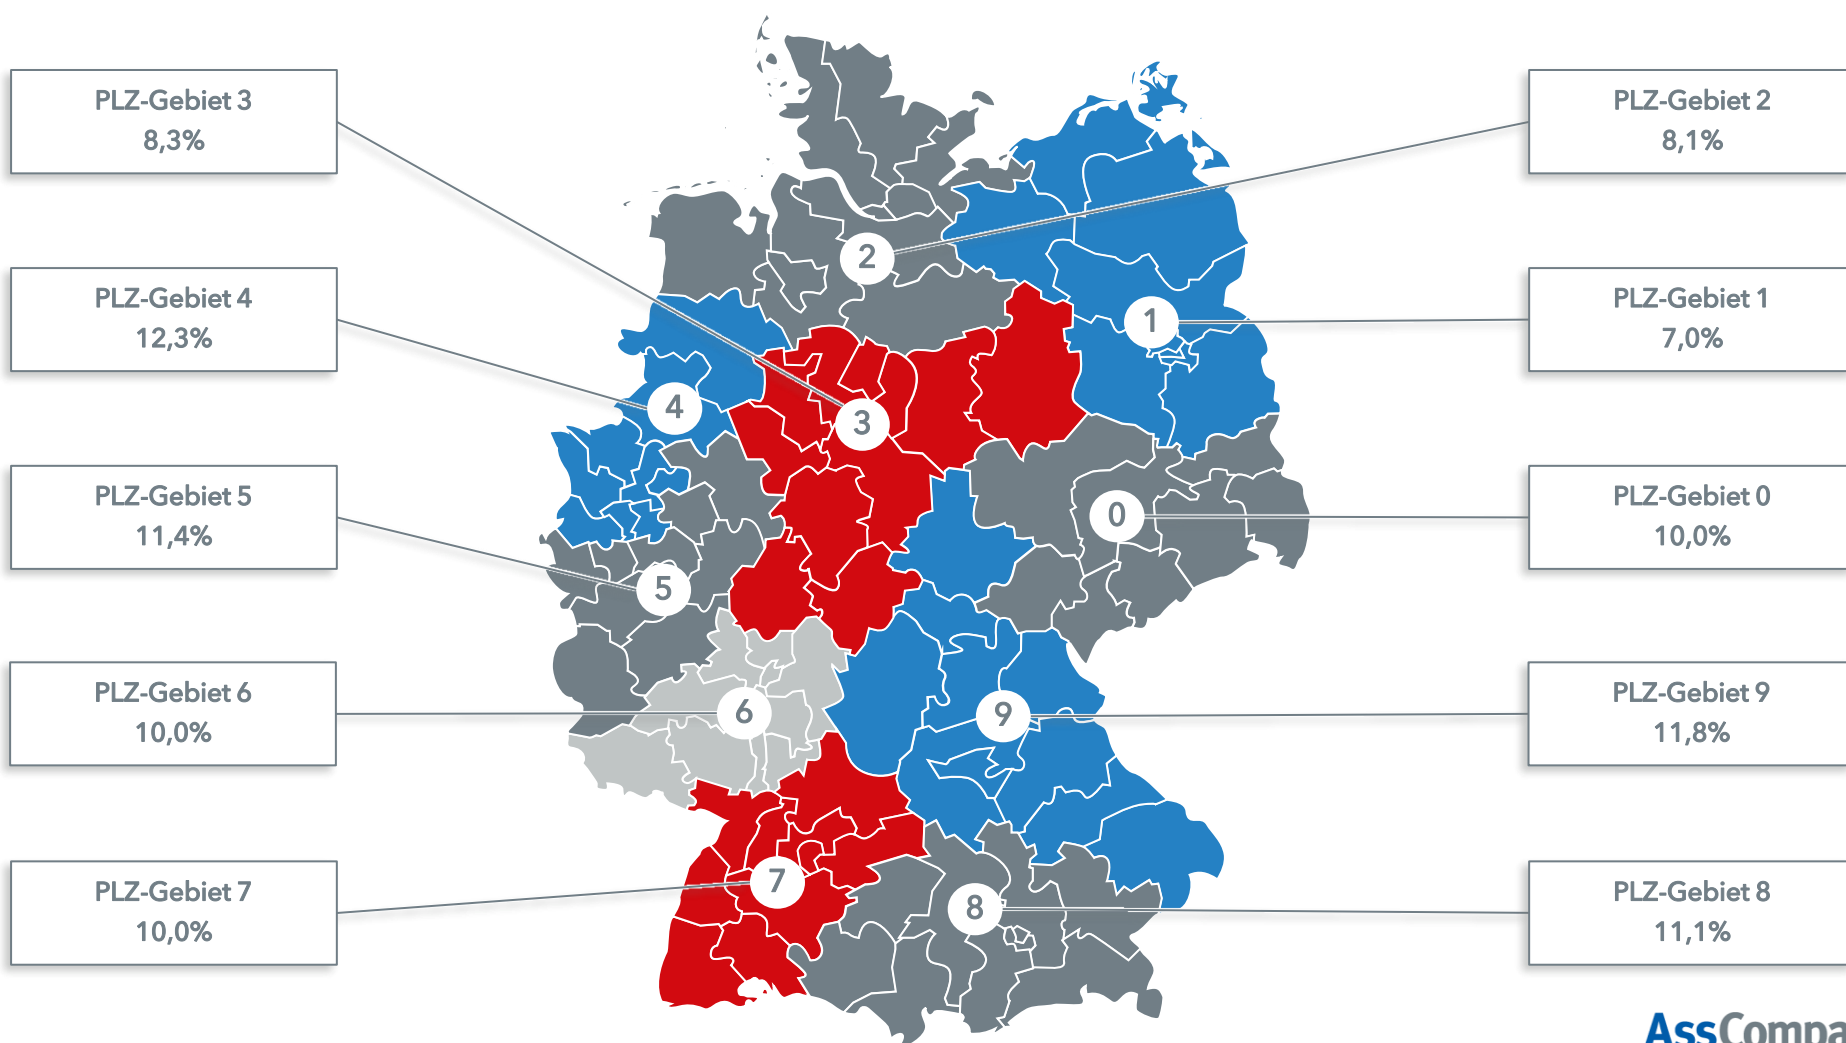 PLZ-Gebiet 3
8,3%
PLZ-Gebiet 4
12,3%
PLZ-Gebiet 5
11,4%
PLZ-Gebiet 6
10,0%
PLZ-Gebiet 7
10,0%
2
1
4
3
0
5
6
9
7
8
PLZ-Gebiet 2
8,1%
PLZ-Gebiet 1
7,0%
PLZ-Gebiet 0
10,0%
PLZ-Gebiet 9
11,8%
PLZ-Gebiet 8
11,1%
AssCompa